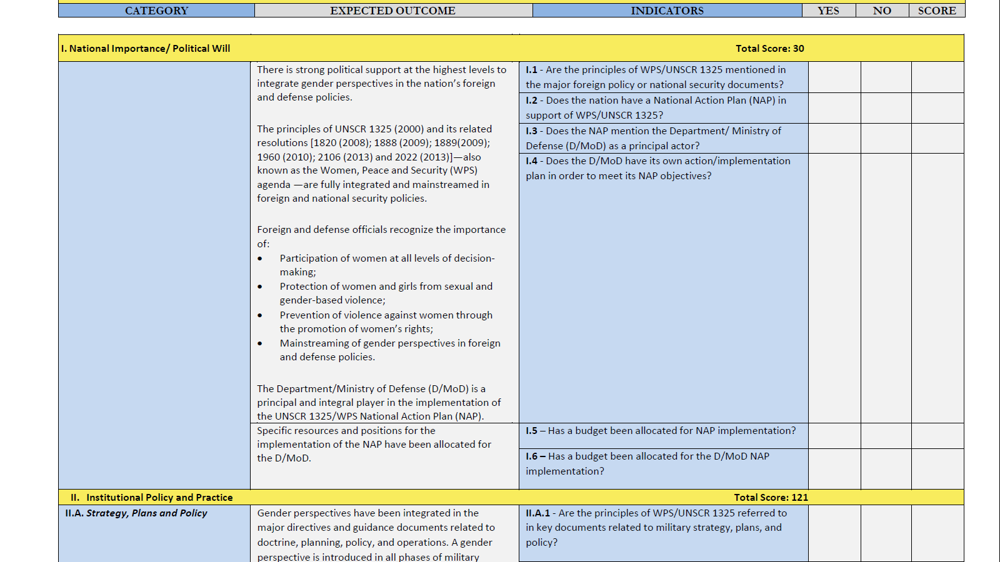 CATEGORY EXPECTED OUTCOME INDICATORS YES NO SCORE
I. National Importance/ Political Will Total Score: 30
There is strong political support at the highest levels to
integrate gender perspectives in the nation's foreign
and defense policies.
The principles of UNSCR 1325 (2000) and its related
resolutions [1820 (2008); 1888 (2009); 1889(2009);
1960 (2010); 2106 (2013) and 2022 (2013)]—also
known as the Women, Peace and Security (WPS)
agenda —are fully integrated and mainstreamed in
foreign and national security policies.
Foreign and defense officials recognize the importance
of:
• Participation of women at all levels of decision-
making;
• Protection of women and girls from sexual and
gender-based violence;
• Prevention of violence against women through
the promotion of women's rights;
• Mainstreaming of gender perspectives in foreign
and defense policies.
The Department/Ministry of Defense (D/MoD) is a
principal and integral player in the implementation of
the UNSCR 1325/WPS National Action Plan (NAP).
I.1 - Are the principles of WPS/UNSCR 1325 mentioned in
the major foreign policy or national security documents?
I.2 - Does the nation have a National Action Plan (NAP) in
support of WPS/UNSCR 1325?
I.3 - Does the NAP mention the Department/ Ministry of
Defense (D/MoD) as a principal actor?
I.4 - Does the D/MoD have its own action/implementation
plan in order to meet its NAP objectives?
Specific resources and positions for the
implementation of the NAP have been allocated for
the D/MoD.
I.5 – Has a budget been allocated for NAP implementation?
I.6 – Has a budget been allocated for the D/MoD NAP
implementation?
II. Institutional Policy and Practice Total Score: 121
II.A. Strategy, Plans and Policy
Gender perspectives have been integrated in the
major directives and guidance documents related to
doctrine, planning, policy, and operations. A gender
perspective is introduced in all phases of military
II.A.1 - Are the principles of WPS/UNSCR 1325 referred to
in key documents related to military strategy, plans, and
policy?